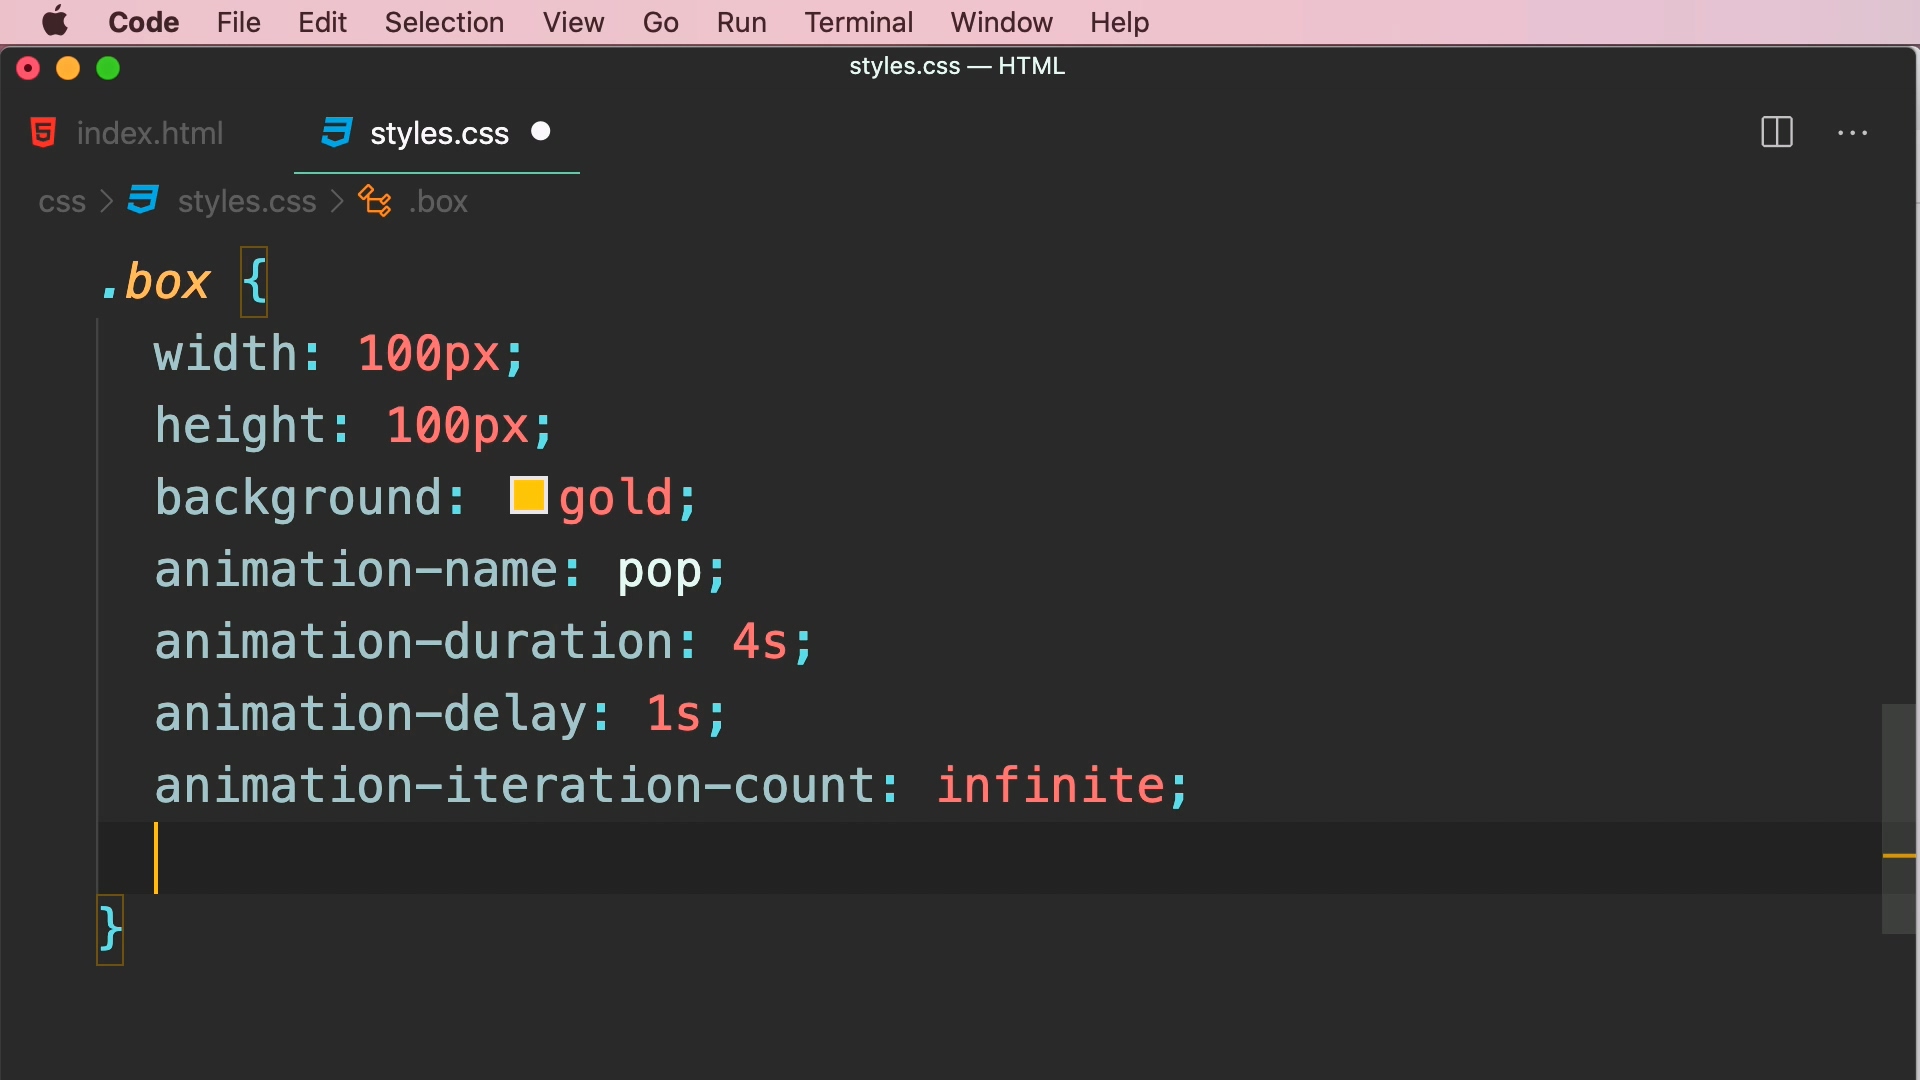 Code File Edit Selection View Go Run Terminal Window Help
styles.css — HTML
index.html styles.css
css > styles.css > .box
.box {
width: 100px;
height: 100px;
background: gold;
animation-name: pop;
animation-duration: 4s;
animation-delay: 1s;
animation-iteration-count: infinite;
}